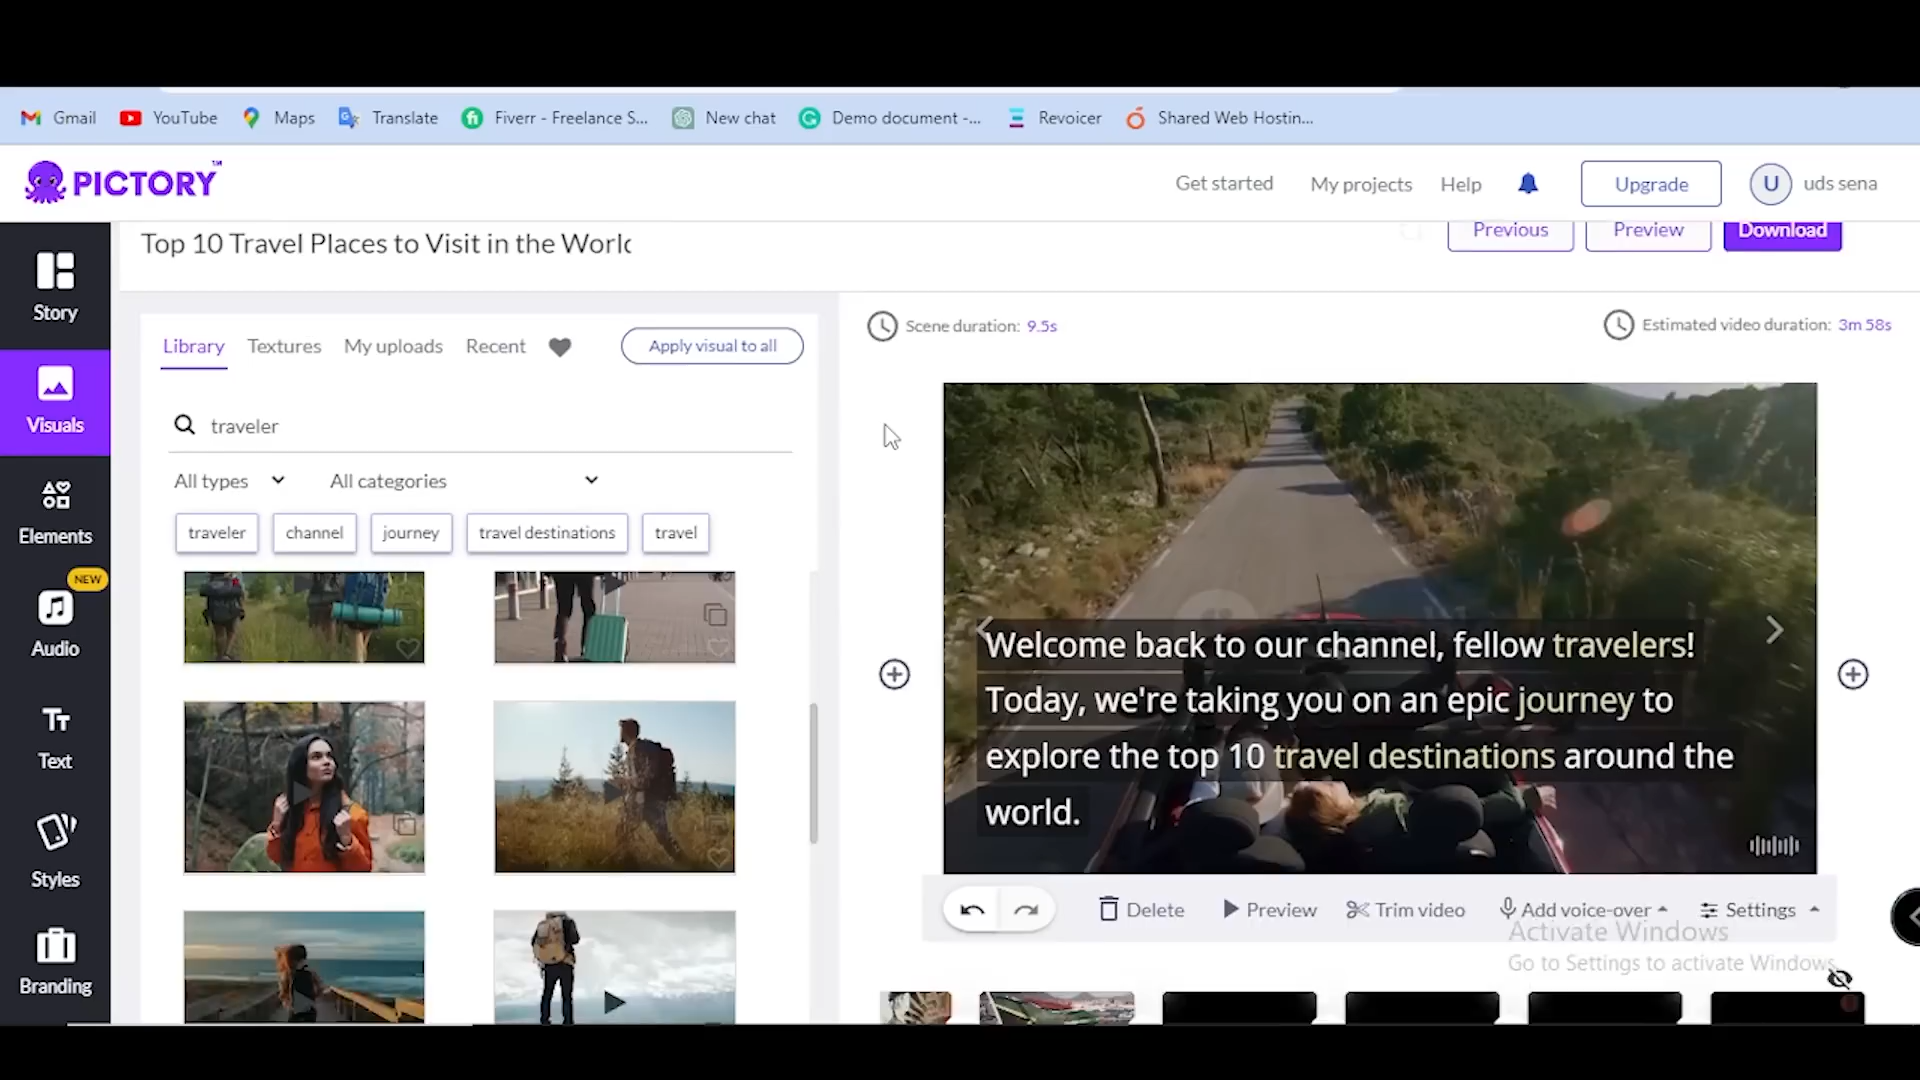 Gmail YouTube Maps Translate Fiverr - Freelance S... New chat Demo document -... Revoicer Shared Web Hostin...
PICTORY™
Get started My projects Help Upgrade U uds sena
Top 10 Travel Places to Visit in the World
Previous Preview Download
Story
Visuals
Elements
NEW
Audio
Text
Styles
Branding
Library Textures My uploads Recent Apply visual to all
traveler
All types All categories
traveler channel journey travel destinations travel
Scene duration: 9.5s
Estimated video duration: 3m 58s
Welcome back to our channel, fellow travelers!
Today, we're taking you on an epic journey to
explore the top 10 travel destinations around the
world.
Delete Preview Trim video Add voice-over Settings
Activate Windows
Go to Settings to activate Windows.